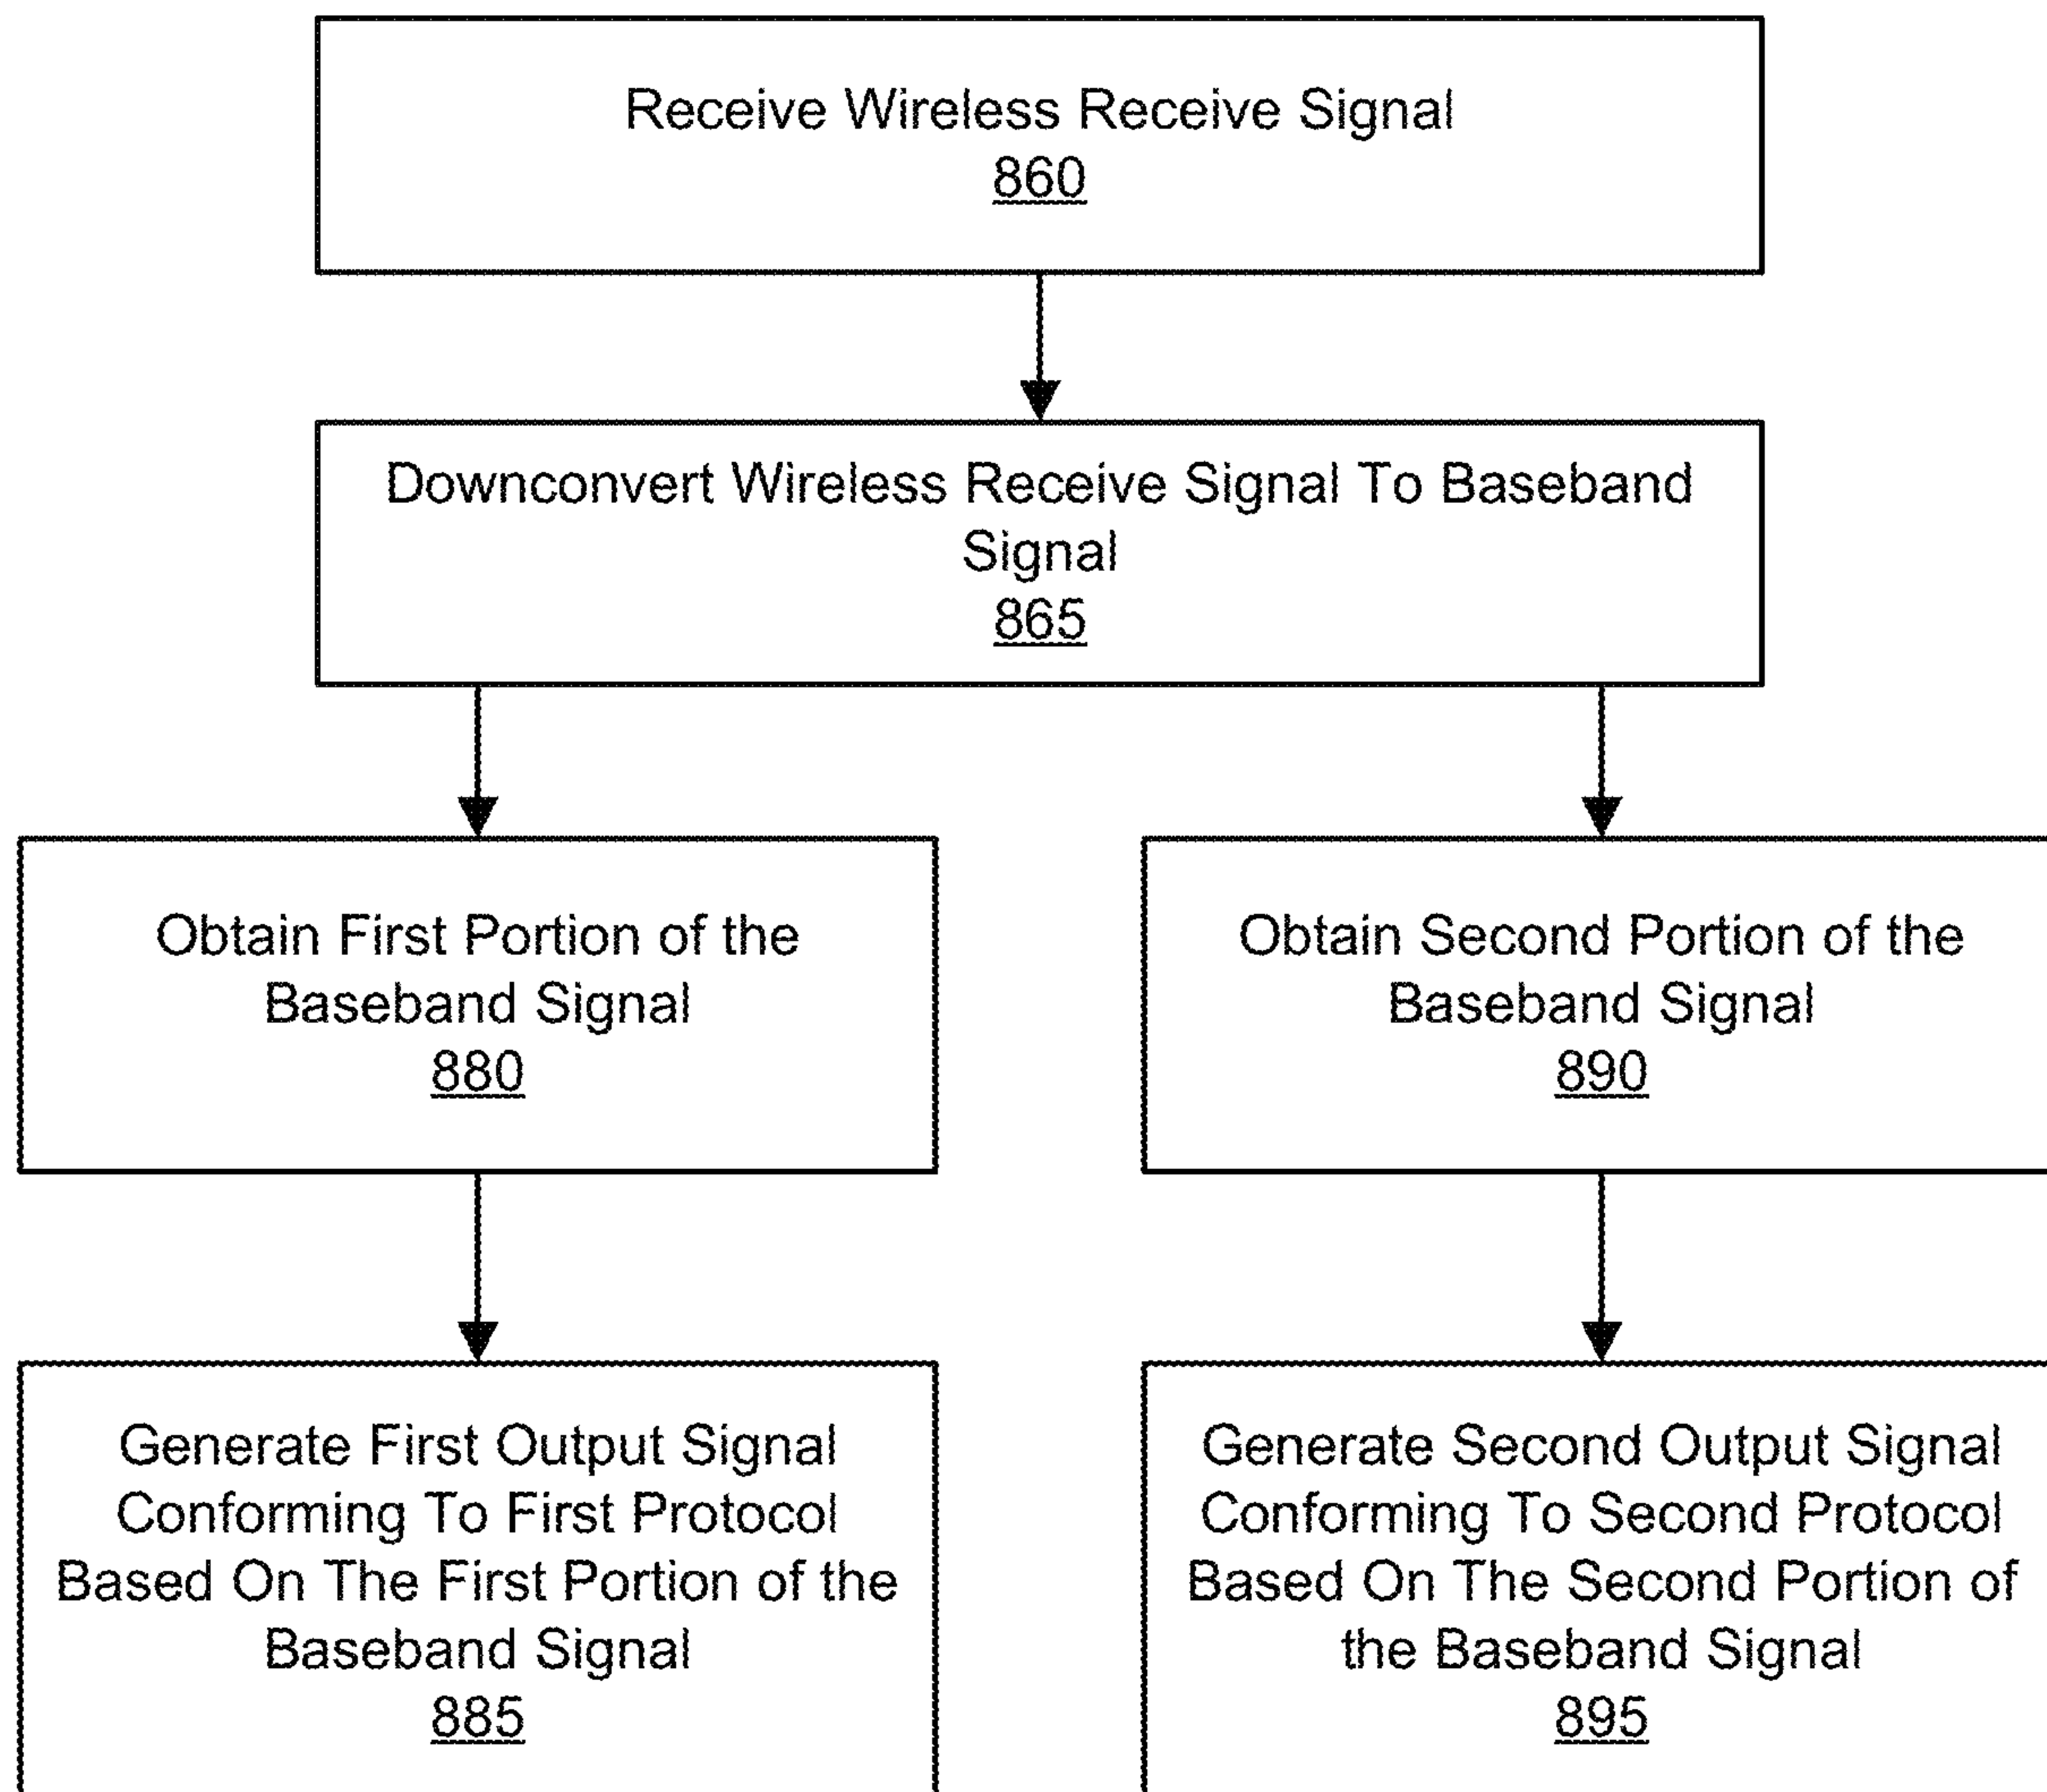 Receive Wireless Receive Signal
860
Downconvert Wireless Receive Signal To Baseband
Signal
865
Obtain First Portion of the
Baseband Signal
880
Obtain Second Portion of the
Baseband Signal
890
Generate First Output Signal
Conforming To First Protocol
Based On The First Portion of the
Baseband Signal
885
Generate Second Output Signal
Conforming To Second Protocol
Based On The Second Portion of
the Baseband Signal
895